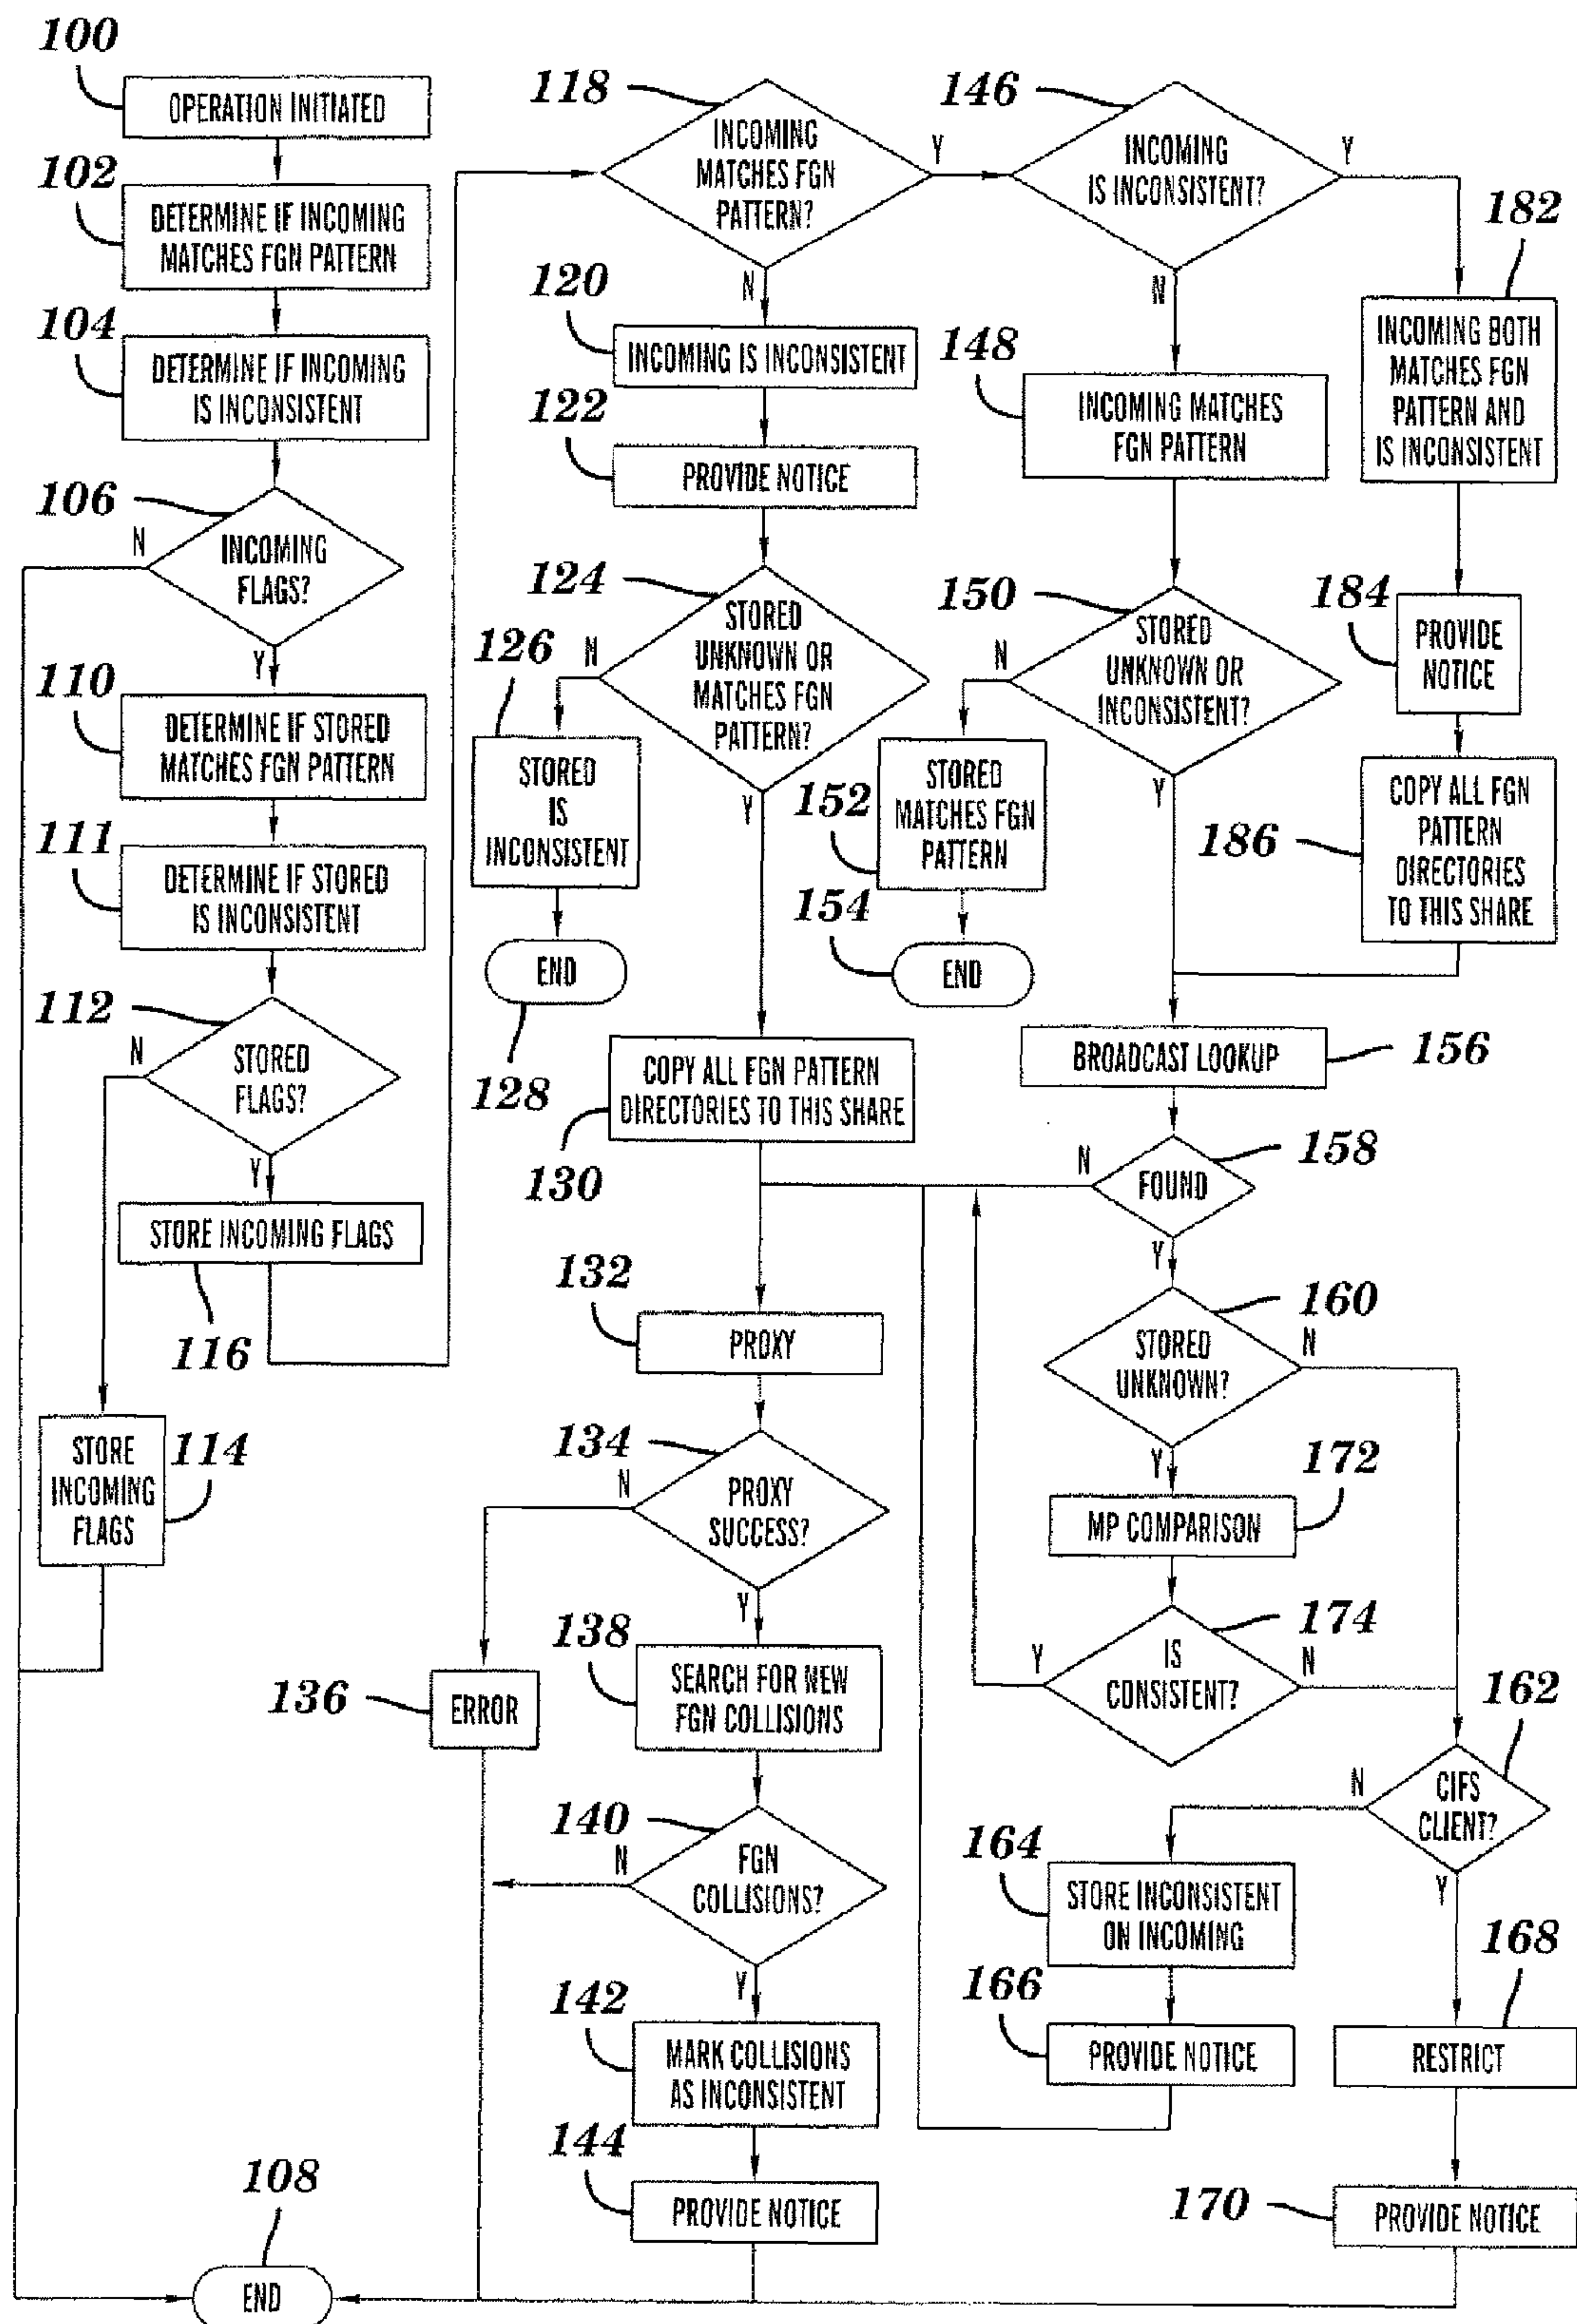 100
OPERATION INITIATED
102
DETERMINE IF INCOMING
MATCHES FGN PATTERN
104
DETERMINE IF INCOMING
IS INCONSISTENT
106
INCOMING
FLAGS?
N
Y
110
DETERMINE IF STORED
MATCHES FGN PATTERN
111
DETERMINE IF STORED
IS INCONSISTENT
112
STORED
FLAGS?
N
Y
STORE INCOMING FLAGS
116
STORE
INCOMING
FLAGS
114
118
INCOMING
MATCHES FGN
PATTERN?
Y
N
120
INCOMING IS INCONSISTENT
122
PROVIDE NOTICE
124
STORED
UNKNOWN OR
MATCHES FGN
PATTERN?
N
Y
126
STORED
IS
INCONSISTENT
END
128
COPY ALL FGN PATTERN
DIRECTORIES TO THIS SHARE
130
132
PROXY
134
PROXY
SUCCESS?
N
Y
136
ERROR
138
SEARCH FOR NEW
FGN COLLISIONS
140
FGN
COLLISIONS?
N
Y
142
MARK COLLISIONS
AS INCONSISTENT
144
PROVIDE NOTICE
108
END
146
INCOMING
IS INCONSISTENT?
Y
N
148
INCOMING MATCHES
FGN PATTERN
150
STORED
UNKNOWN OR
INCONSISTENT?
N
Y
152
STORED
MATCHES FGN
PATTERN
154
END
182
INCOMING BOTH
MATCHES FGN
PATTERN AND
IS INCONSISTENT
184
PROVIDE
NOTICE
186
COPY ALL FGN
PATTERN
DIRECTORIES
TO THIS SHARE
BROADCAST LOOKUP
156
158
FOUND
N
Y
160
STORED
UNKNOWN?
N
Y
172
MP COMPARISON
174
IS
CONSISTENT?
Y
N
162
CIFS
CLIENT?
N
Y
164
STORE INCONSISTENT
ON INCOMING
166
PROVIDE NOTICE
168
RESTRICT
170
PROVIDE NOTICE